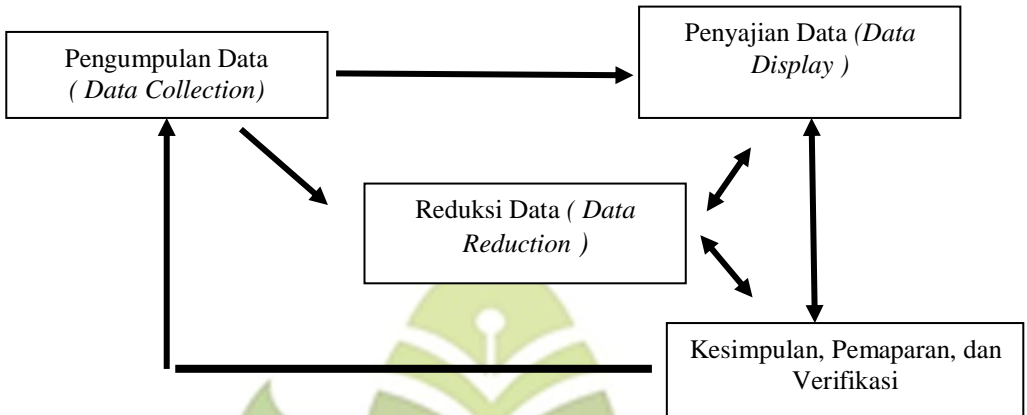 Pengumpulan Data
( Data Collection)
Penyajian Data (Data
Display )
Reduksi Data ( Data
Reduction )
Kesimpulan, Pemaparan, dan
Verifikasi